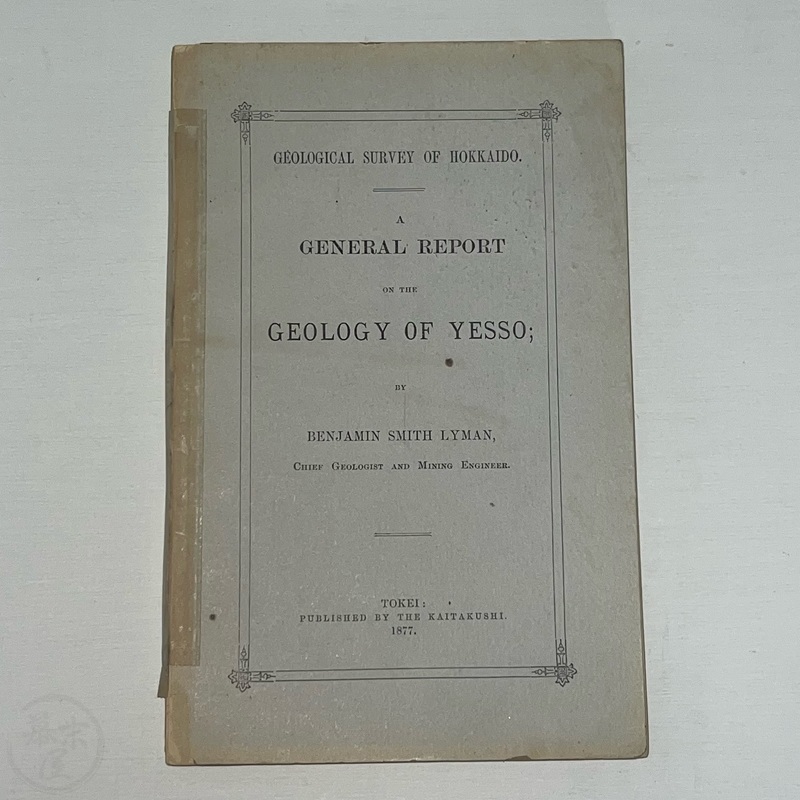 GEOLOGICAL SURVEY OF HOKKAIDO.
A
GENERAL REPORT
ON THE
GEOLOGY OF YESSO;
BY
BENJAMIN SMITH LYMAN,
CHIEF GEOLOGIST AND MINING ENGINEER.
TOKEI:
PUBLISHED BY THE KAITAKUSHI.
1877.